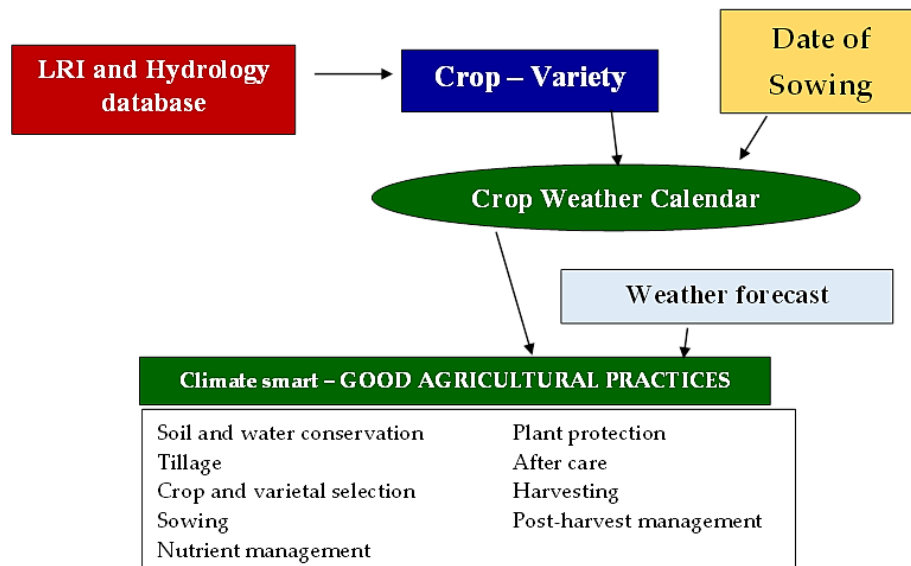 LRI and Hydrology
database
Crop – Variety
Date of
Sowing
Crop Weather Calendar
Weather forecast
Climate smart – GOOD AGRICULTURAL PRACTICES
Soil and water conservation
Tillage
Crop and varietal selection
Sowing
Nutrient management
Plant protection
After care
Harvesting
Post-harvest management